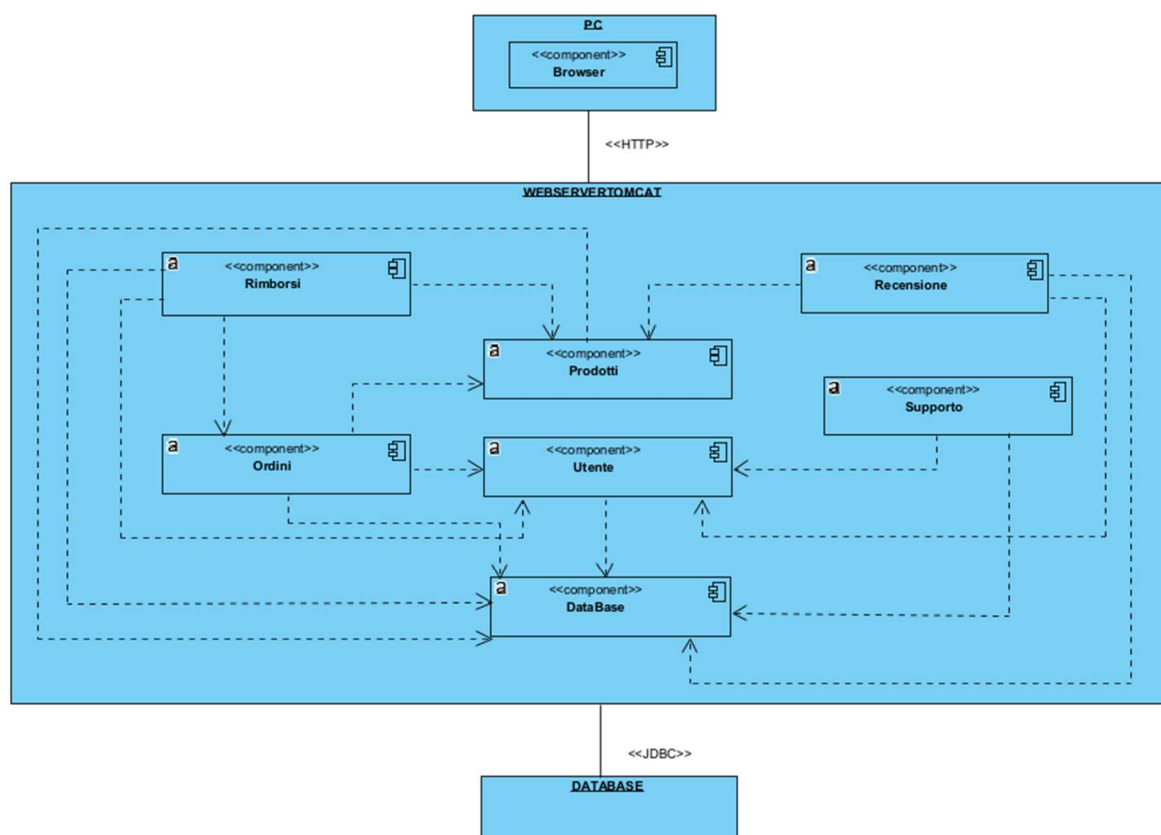 PC
<<component>>
Browser
<<HTTP>>
WEBSERVERTOMCAT
a
<<component>>
Rimborsi
a
<<component>>
Recensione
a
<<component>>
Prodotti
a
<<component>>
Supporto
a
<<component>>
Ordini
a
<<component>>
Utente
a
<<component>>
DataBase
<<JDBC>>
DATABASE